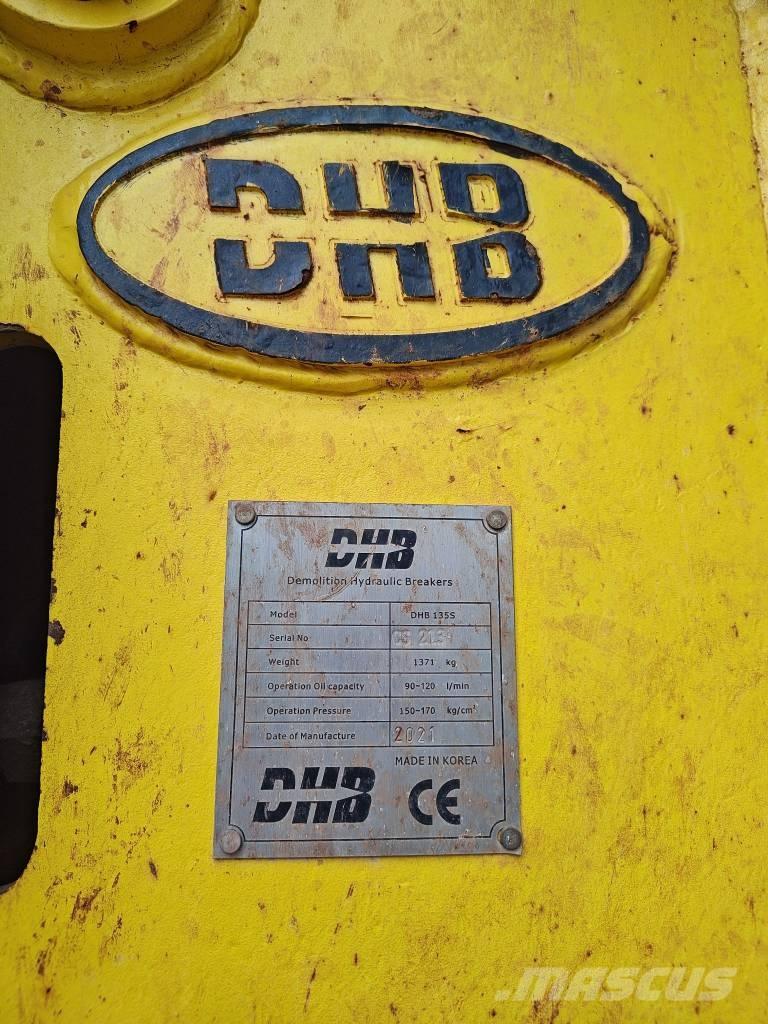 DHB
DHB
Demolition Hydraulic Breakers
Model DHB 135S
Serial No
Weight 1371 kg
Operation Oil capacity 90~120 l/min
Operation Pressure 150~170 kg/cm²
Date of Manufacture 2021
MADE IN KOREA
DHB CE
MASCUS